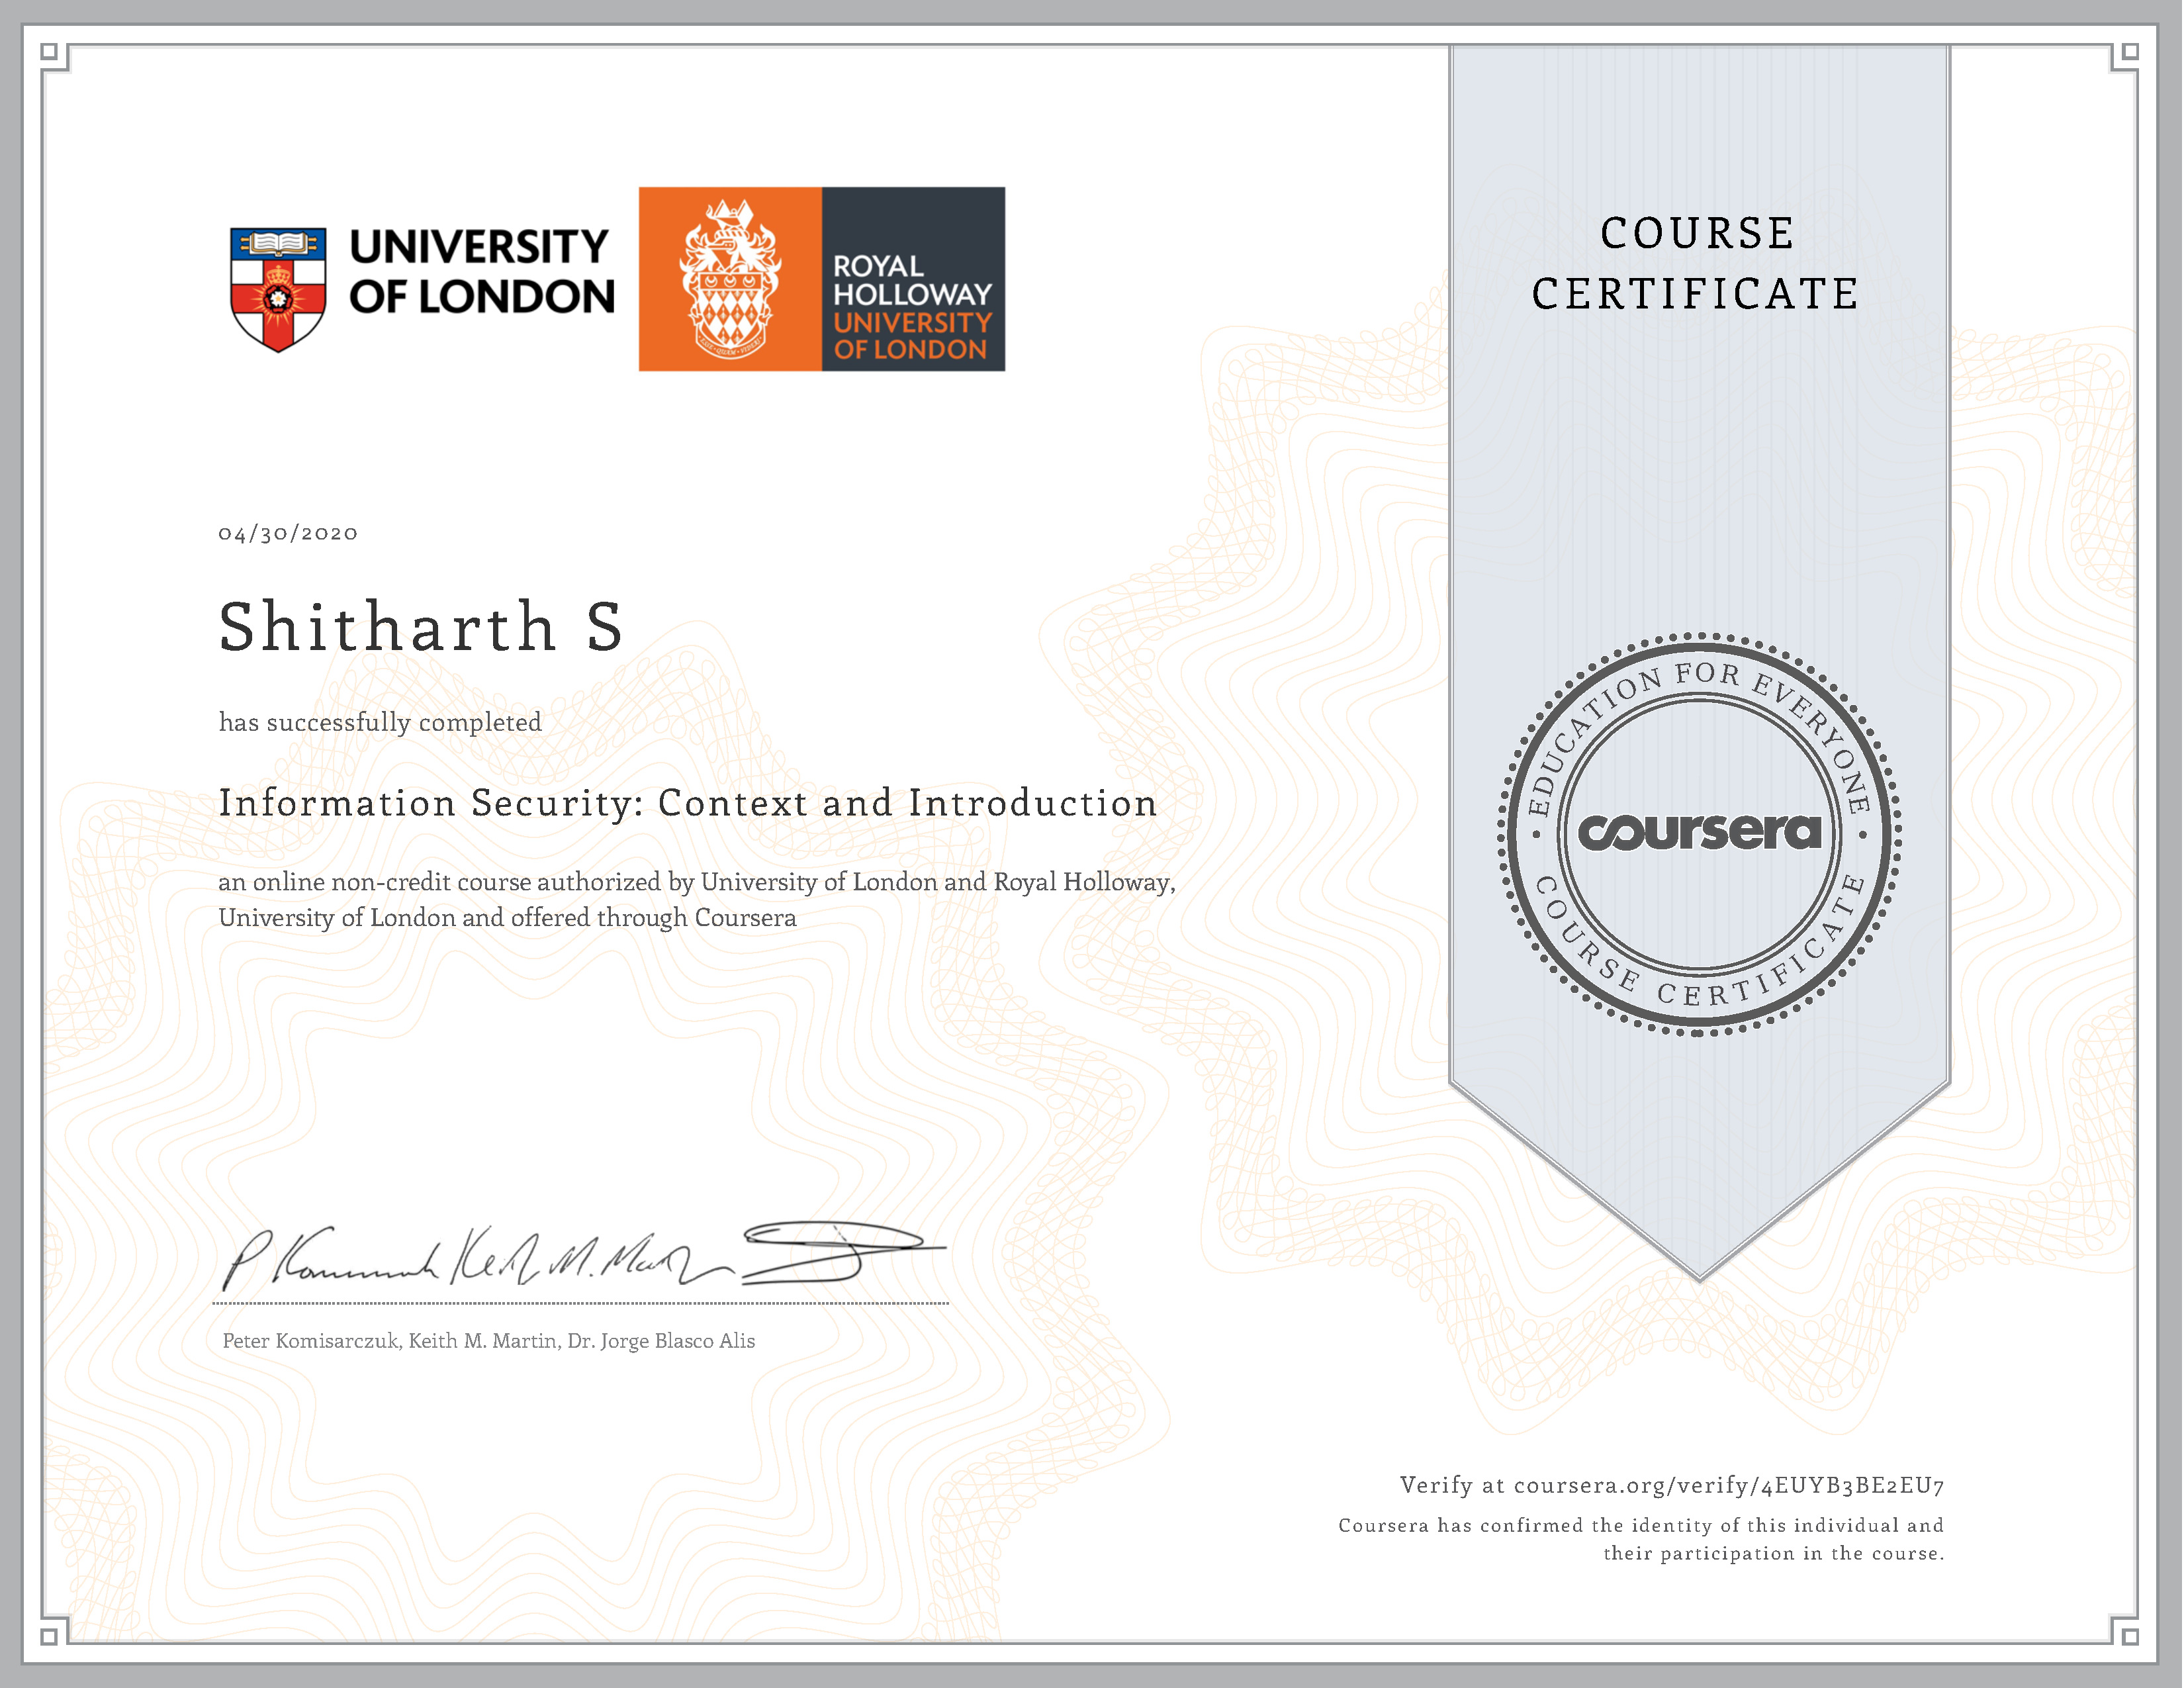 UNIVERSITY
OF LONDON
ROYAL
HOLLOWAY
UNIVERSITY
OF LONDON
COURSE
CERTIFICATE
04/30/2020
Shitharth S
has successfully completed
Information Security: Context and Introduction
an online non-credit course authorized by University of London and Royal Holloway,
University of London and offered through Coursera
EDUCATION FOR EVERYONE
coursera
COURSE CERTIFICATE
Peter Komisarczuk, Keith M. Martin, Dr. Jorge Blasco Alis
Verify at coursera.org/verify/4EUYB3BE2EU7
Coursera has confirmed the identity of this individual and
their participation in the course.